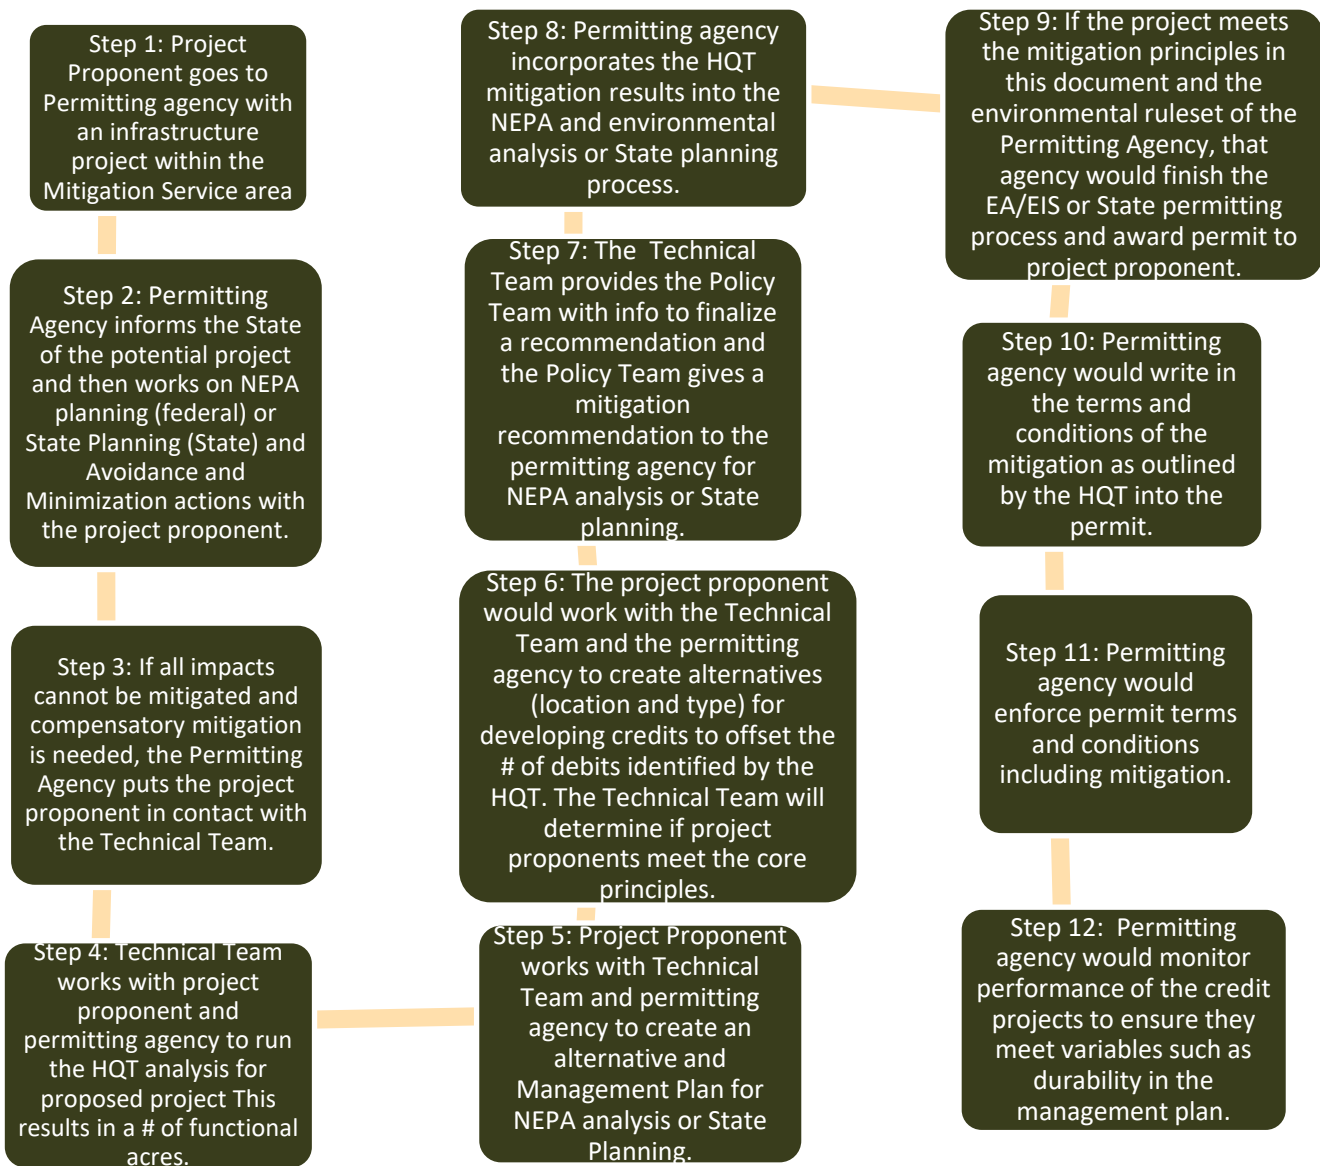 Step 1: Project
Proponent goes to
Permitting agency with
an infrastructure
project within the
Mitigation Service area
Step 2: Permitting
Agency informs the State
of the potential project
and then works on NEPA
planning (federal) or
State Planning (State) and
Avoidance and
Minimization actions with
the project proponent.
Step 3: If all impacts
cannot be mitigated and
compensatory mitigation
is needed, the Permitting
Agency puts the project
proponent in contact with
the Technical Team.
Step 4: Technical Team
works with project
proponent and
permitting agency to run
the HQT analysis for
proposed project This
results in a # of functional
acres.
Step 5: Project Proponent
works with Technical
Team and permitting
agency to create an
alternative and
Management Plan for
NEPA analysis or State
Planning.
Step 6: The project proponent
would work with the Technical
Team and the permitting
agency to create alternatives
(location and type) for
developing credits to offset the
# of debits identified by the
HQT. The Technical Team will
determine if project
proponents meet the core
principles.
Step 7: The  Technical
Team provides the Policy
Team with info to finalize
a recommendation and
the Policy Team gives a
mitigation
recommendation to the
permitting agency for
NEPA analysis or State
planning.
Step 8: Permitting agency
incorporates the HQT
mitigation results into the
NEPA and environmental
analysis or State planning
process.
Step 9: If the project meets
the mitigation principles in
this document and the
environmental ruleset of the
Permitting Agency, that
agency would finish the
EA/EIS or State permitting
process and award permit to
project proponent.
Step 10: Permitting
agency would write in
the terms and
conditions of the
mitigation as outlined
by the HQT into the
permit.
Step 11: Permitting
agency would
enforce permit terms
and conditions
including mitigation.
Step 12:  Permitting
agency would monitor
performance of the credit
projects to ensure they
meet variables such as
durability in the
management plan.